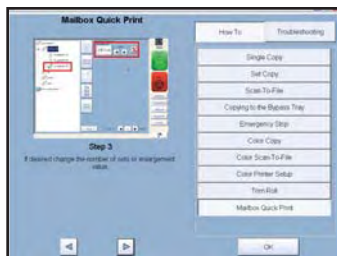 Mailbox Quick Print
How To
Troubleshooting
Single Copy
Set Copy
Scan-To-File
Copying to the Bypass Tray
Emergency Stop
Color Copy
Color Scan-To-File
Color Printer Setup
Trim Roll
Mailbox Quick Print
Step 3
If desired change the number of sets or enlargement
value.
OK